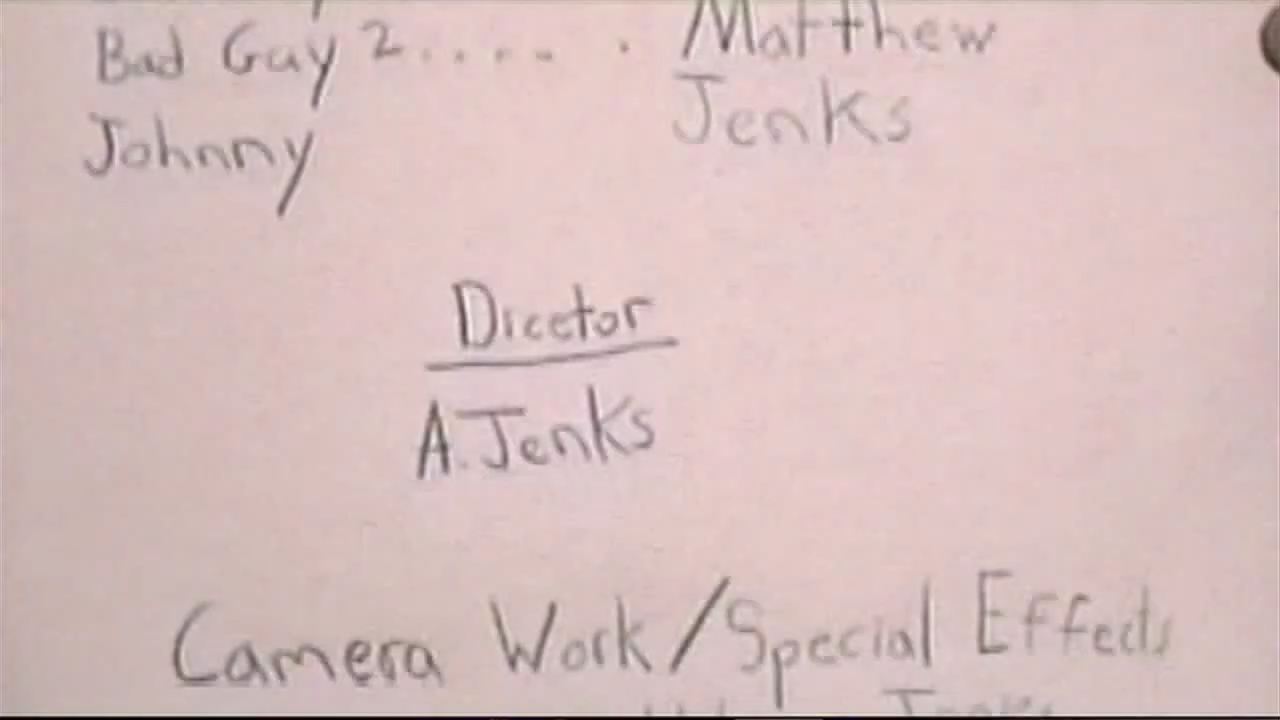 Bad Guy 2..... . Matthew
Johnny Jenks
Dicetor
A. Jenks
Camera Work/Special Effects